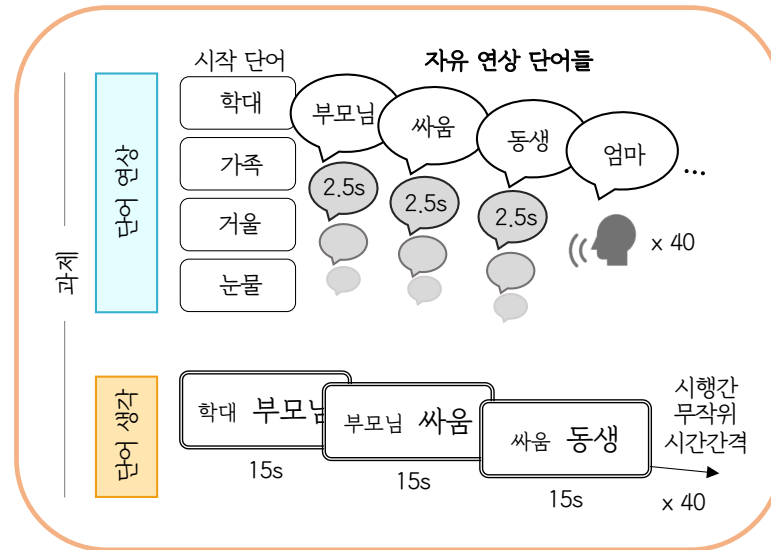 시작 단어
자유 연상 단어들
과제
단어 연상
학대
가족
거울
눈물
부모님
싸움
동생
엄마
...
2.5s
2.5s
2.5s
x 40
단어 생각
학대 부모님
부모님 싸움
싸움 동생
15s
15s
15s
시행간
무작위
시간간격
x 40